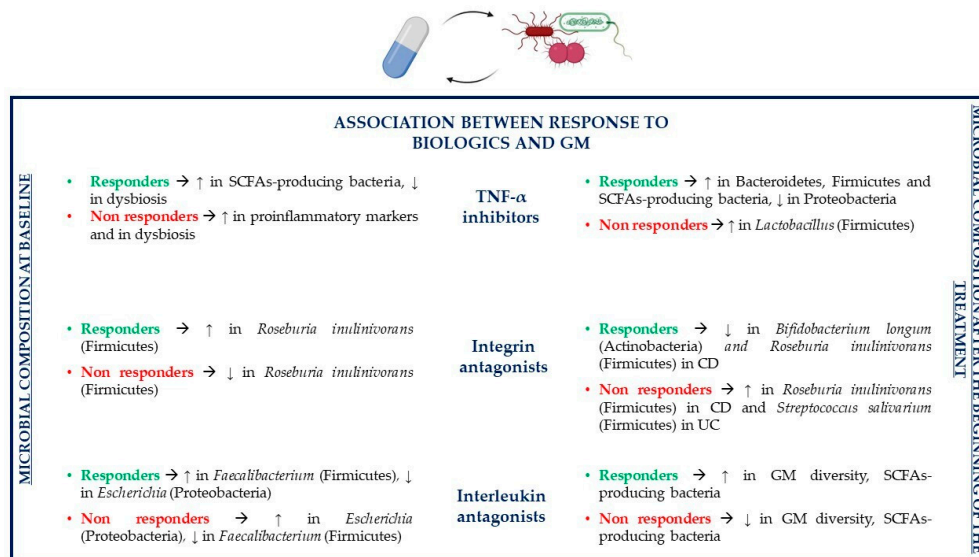 ASSOCIATION BETWEEN RESPONSE TO
BIOLOGICS AND GM
MICROBIAL COMPOSITION AT BASELINE
• Responders → ↑ in SCFAs-producing bacteria, ↓
in dysbiosis
• Non responders → ↑ in proinflammatory markers
and in dysbiosis
TNF-α
inhibitors
• Responders → ↑ in Bacteroidetes, Firmicutes and
SCFAs-producing bacteria, ↓ in Proteobacteria
• Non responders → ↑ in Lactobacillus (Firmicutes)
• Responders → ↑ in Roseburia inulinivorans
(Firmicutes)
• Non responders → ↓ in Roseburia inulinivorans
(Firmicutes)
Integrin
antagonists
• Responders → ↓ in Bifidobacterium longum
(Actinobacteria) and Roseburia inulinivorans
(Firmicutes) in CD
• Non responders → ↑ in Roseburia inulinivorans
(Firmicutes) in CD and Streptococcus salivarium
(Firmicutes) in UC
• Responders → ↑ in Faecalibacterium (Firmicutes), ↓
in Escherichia (Proteobacteria)
• Non responders → ↑ in Escherichia
(Proteobacteria), ↓ in Faecalibacterium (Firmicutes)
Interleukin
antagonists
• Responders → ↑ in GM diversity, SCFAs-
producing bacteria
• Non responders → ↓ in GM diversity, SCFAs-
producing bacteria
MICROBIAL COMPOSITION AFTER THE BEGINNING OF THE
TREATMENT